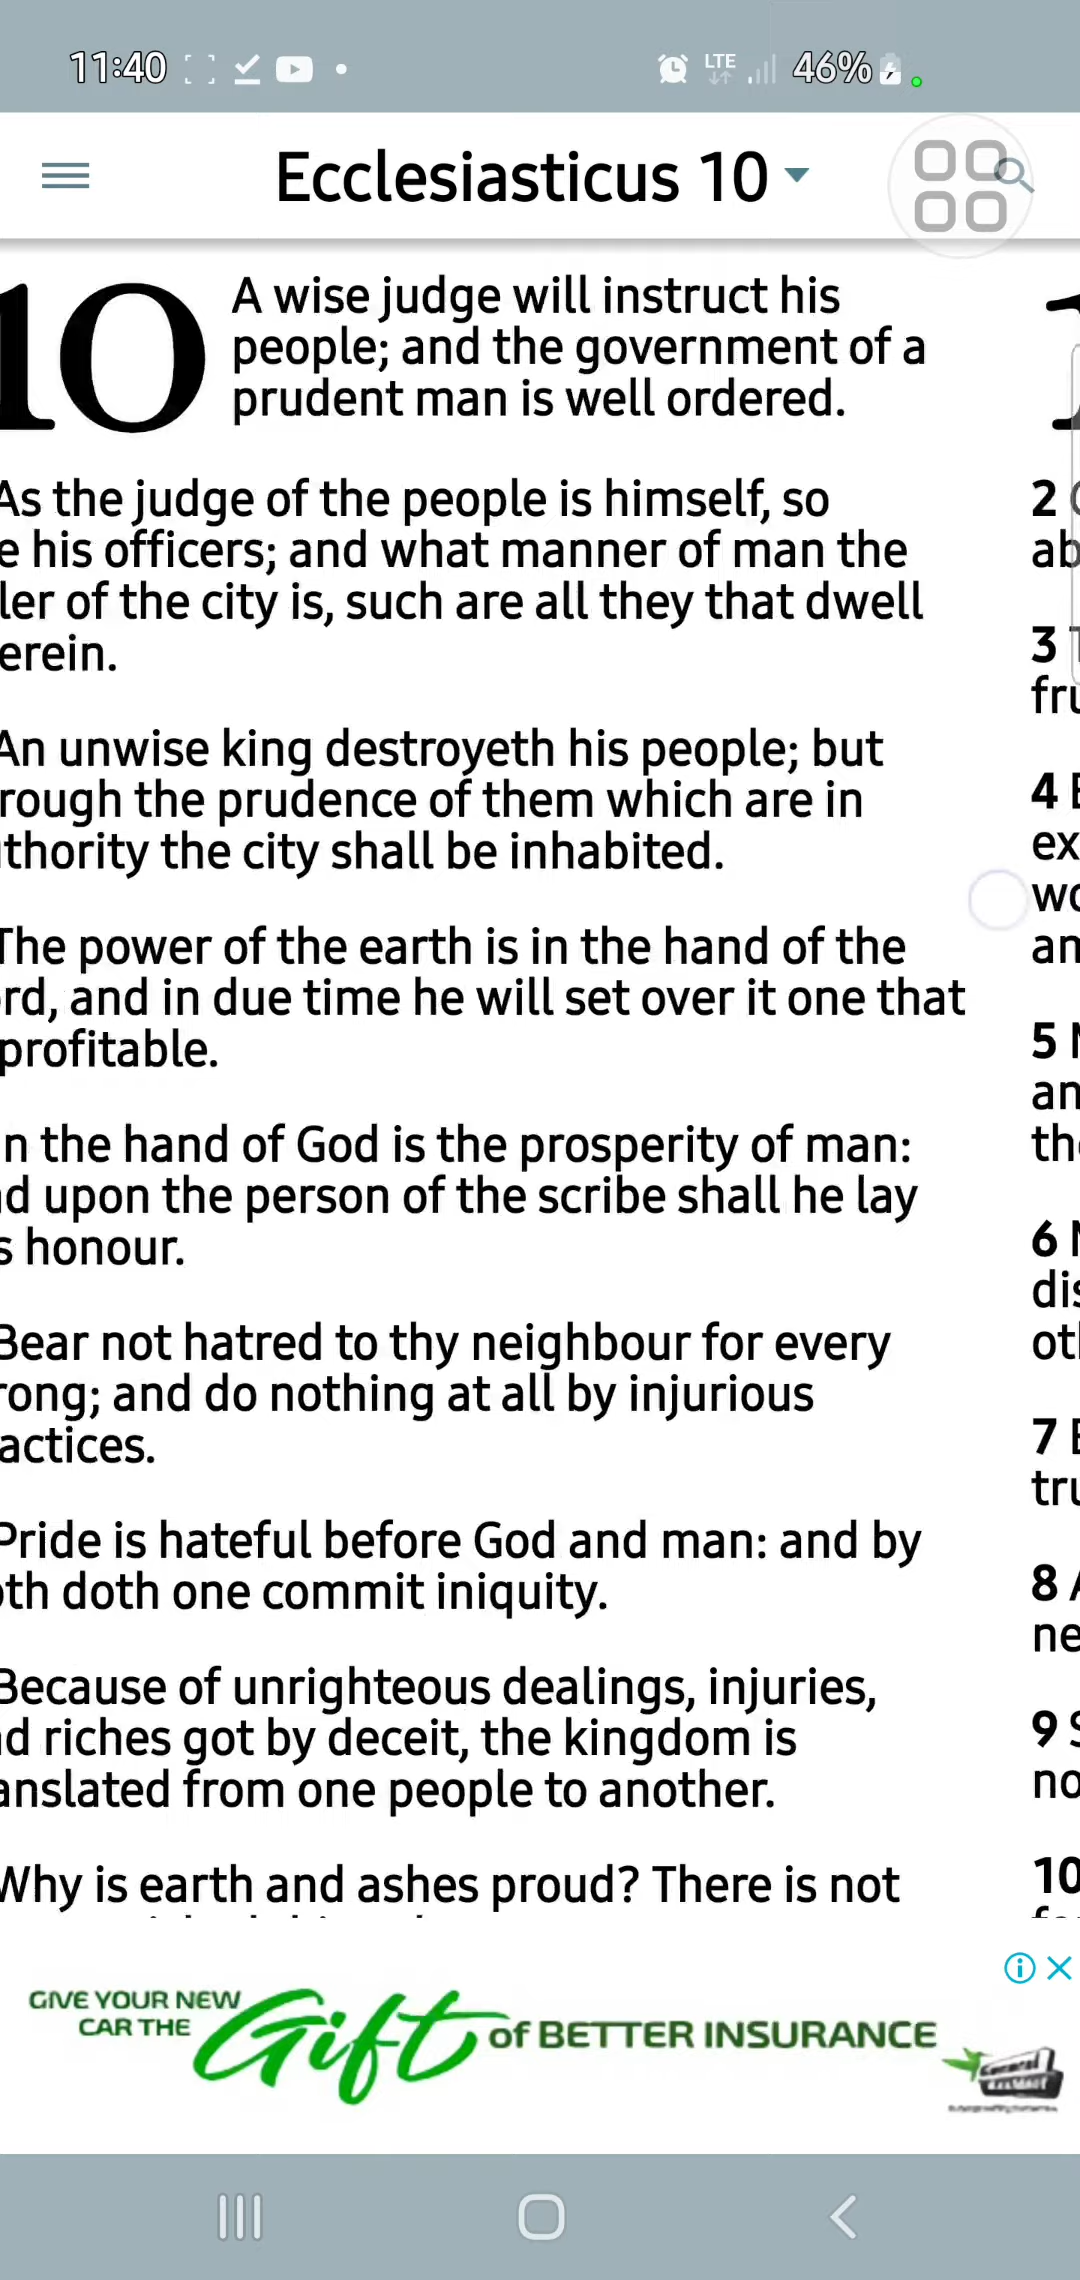 11:40
LTE
46%
Ecclesiasticus 10
10
A wise judge will instruct his
people; and the government of a
prudent man is well ordered.
As the judge of the people is himself, so
e his officers; and what manner of man the
ler of the city is, such are all they that dwell
erein.
An unwise king destroyeth his people; but
rough the prudence of them which are in
thority the city shall be inhabited.
The power of the earth is in the hand of the
rd, and in due time he will set over it one that
profitable.
n the hand of God is the prosperity of man:
d upon the person of the scribe shall he lay
s honour.
Bear not hatred to thy neighbour for every
rong; and do nothing at all by injurious
actices.
Pride is hateful before God and man: and by
oth doth one commit iniquity.
Because of unrighteous dealings, injuries,
d riches got by deceit, the kingdom is
anslated from one people to another.
Why is earth and ashes proud? There is not
2
ab
3
fru
4
ex
wo
an
5
an
the
6
dis
oth
7
tru
8
ne
9
no
10
GIVE YOUR NEW
CAR THE
Gift
of BETTER INSURANCE